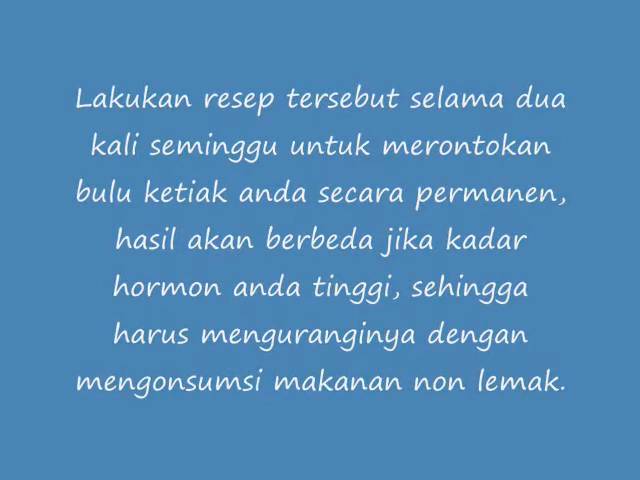 Lakukan resep tersebut selama dua
kali seminggu untuk merontokan
bulu ketiak anda secara permanen,
hasil akan berbeda jika kadar
hormon anda tinggi, sehingga
harus menguranginya dengan
mengonsumsi makanan non lemak.